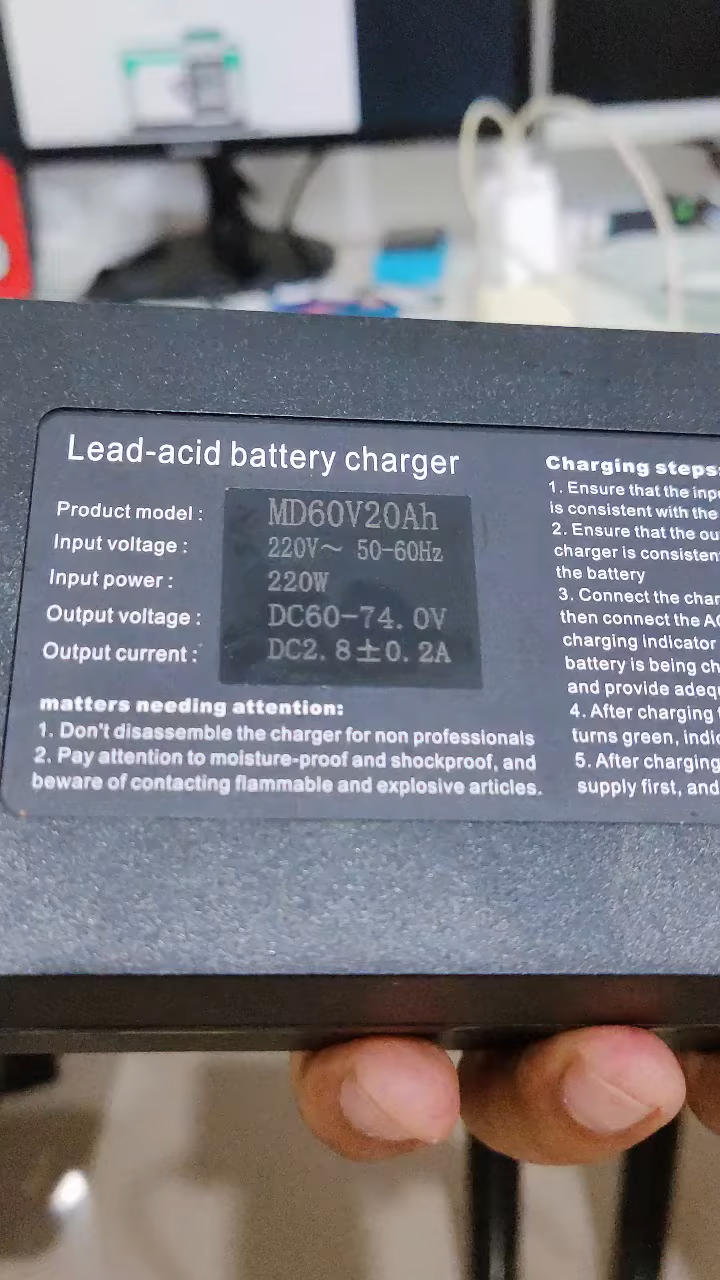 Lead-acid battery charger
Product model : MD60V20Ah
Input voltage : 220V~ 50-60Hz
Input power : 220W
Output voltage : DC60-74.0V
Output current : DC2.8±0.2A
matters needing attention:
1. Don't disassemble the charger for non professionals
2. Pay attention to moisture-proof and shockproof, and
beware of contacting flammable and explosive articles.
Charging steps:
1. Ensure that the
is consistent with the
2. Ensure that the
charger is
the battery
3. Connect the
then connect the
charging indicator
battery is being
and provide
4. After charging
turns green,
5. After charging
supply first, and